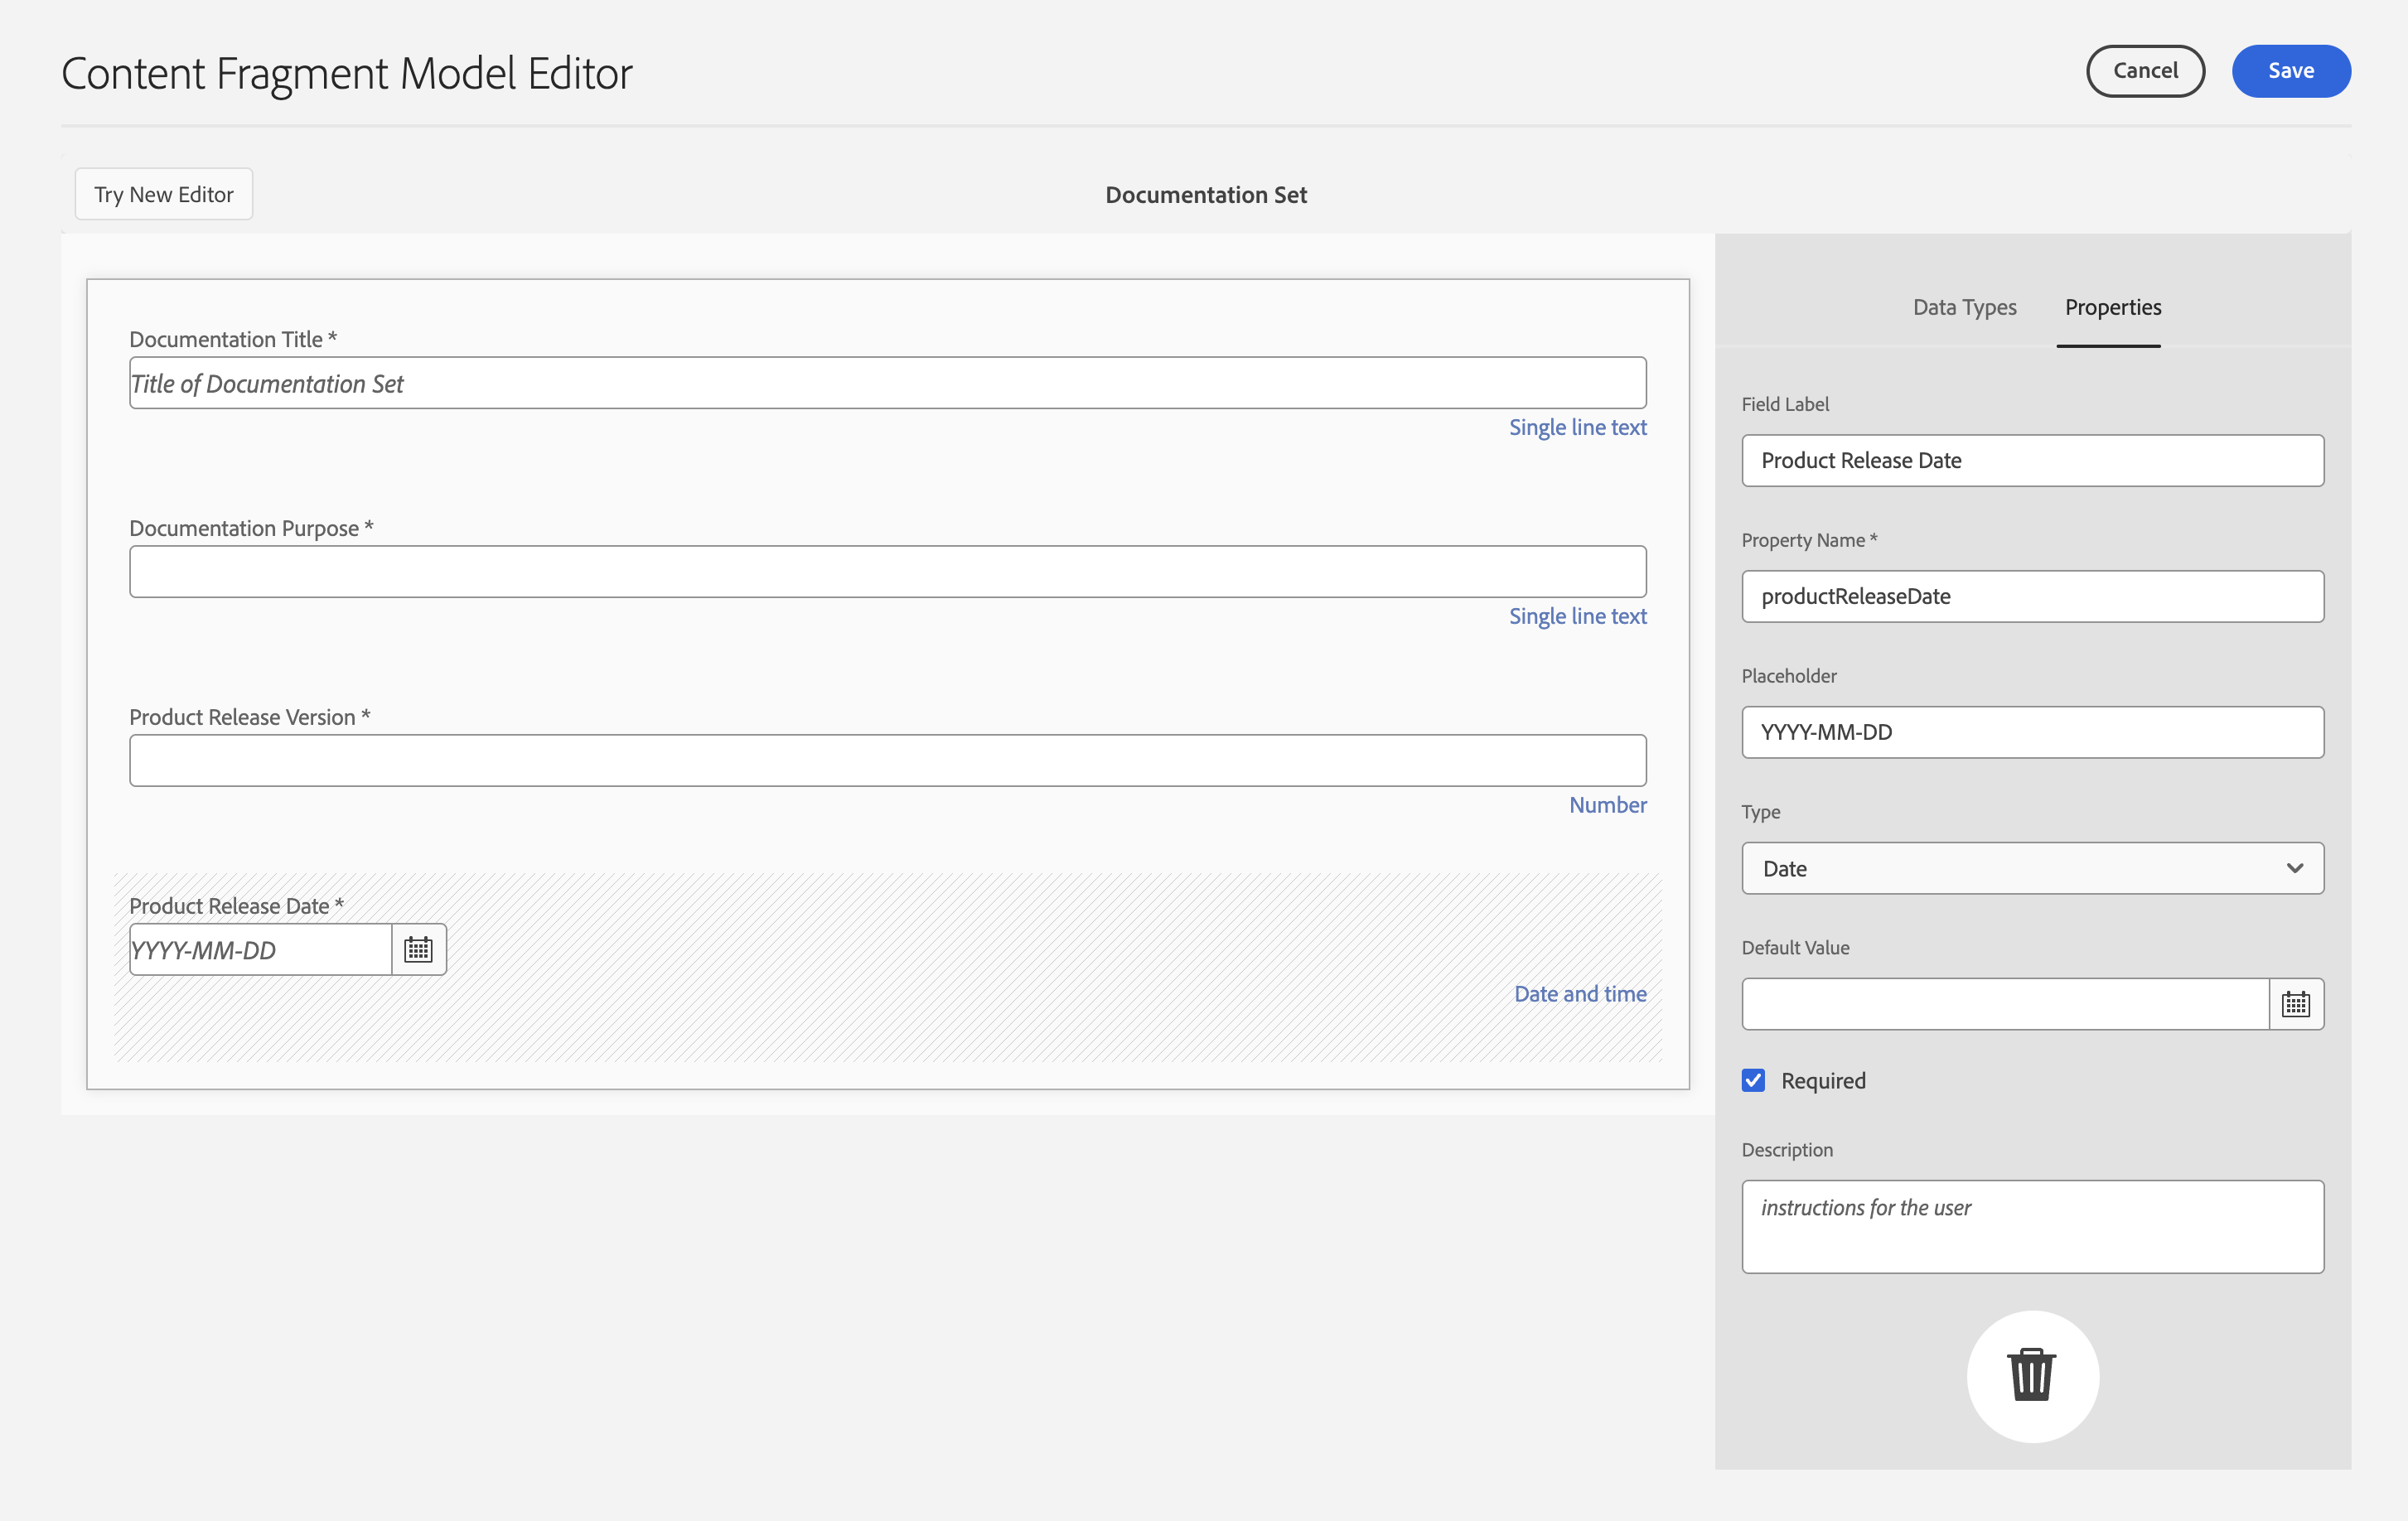 Content Fragment Model Editor
Cancel
Save
Try New Editor
Documentation Set
Documentation Title *
Title of Documentation Set
Single line text
Documentation Purpose *
Single line text
Product Release Version *
Number
Product Release Date *
YYYY-MM-DD
Date and time
Data Types
Properties
Field Label
Product Release Date
Property Name *
productReleaseDate
Placeholder
YYYY-MM-DD
Type
Date
Default Value
Required
Description
instructions for the user